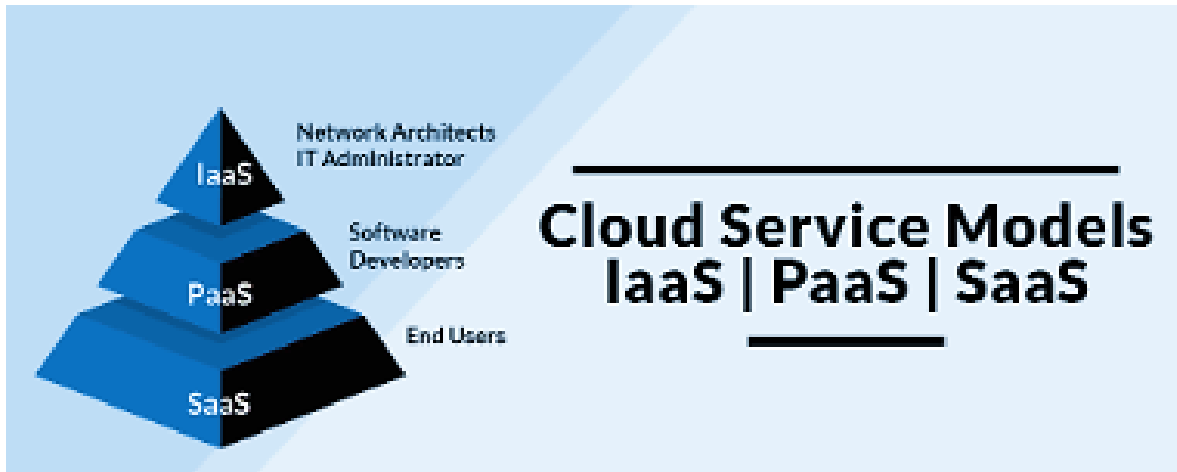 Network Architects
IT Administrator
IaaS
Software
Developers
PaaS
End Users
SaaS
Cloud Service Models
IaaS | PaaS | SaaS